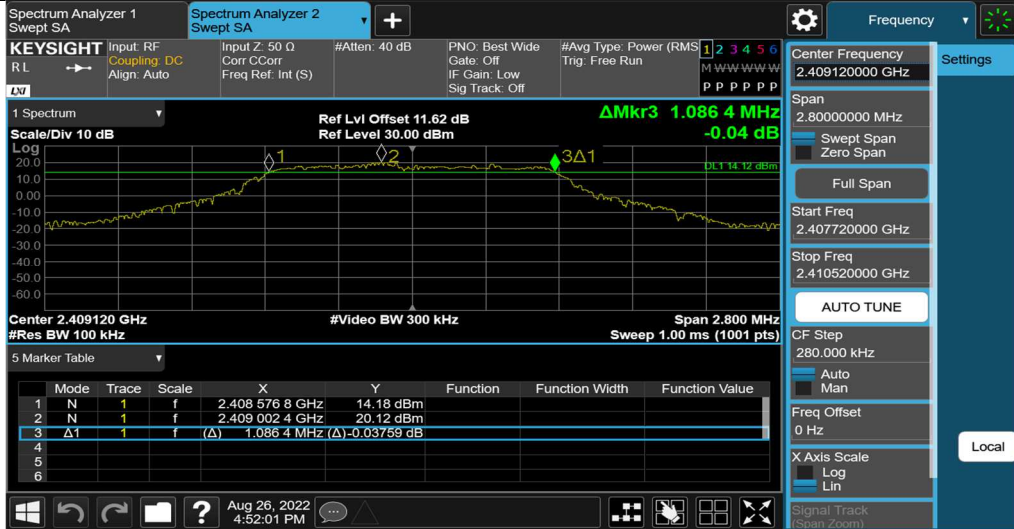 Spectrum Analyzer 1
Swept SA
Spectrum Analyzer 2
Swept SA
+
Frequency
KEYSIGHT
RL
LXI
Input: RF
Coupling: DC
Align: Auto
Input Z: 50 Ω
Corr CCorr
Freq Ref: Int (S)
#Atten: 40 dB
PNO: Best Wide
Gate: Off
IF Gain: Low
Sig Track: Off
#Avg Type: Power (RMS
Trig: Free Run
1 2 3 4 5 6
M W W W W W
P P P P P P
1 Spectrum
Scale/Div 10 dB
Ref Lvl Offset 11.62 dB
Ref Level 30.00 dBm
ΔMkr3 1.086 4 MHz
-0.04 dB
Log
20.0
10.0
0.00
-10.0
-20.0
-30.0
-40.0
-50.0
-60.0
1
2
3Δ1
DL1 14.12 dBm
Center 2.409120 GHz
#Res BW 100 kHz
#Video BW 300 kHz
Span 2.800 MHz
Sweep 1.00 ms (1001 pts)
5 Marker Table
Mode Trace Scale X Y Function Function Width Function Value
1 N 1 f 2.408 576 8 GHz 14.18 dBm
2 N 1 f 2.409 002 4 GHz 20.12 dBm
3 Δ1 1 f (Δ) 1.086 4 MHz (Δ)-0.03759 dB
4
5
6
?
Aug 26, 2022
4:52:01 PM
Center Frequency
2.409120000 GHz
Span
2.80000000 MHz
Swept Span
Zero Span
Full Span
Start Freq
2.407720000 GHz
Stop Freq
2.410520000 GHz
AUTO TUNE
CF Step
280.000 kHz
Auto
Man
Freq Offset
0 Hz
X Axis Scale
Log
Lin
Signal Track
(Span Zoom)
Settings
Local